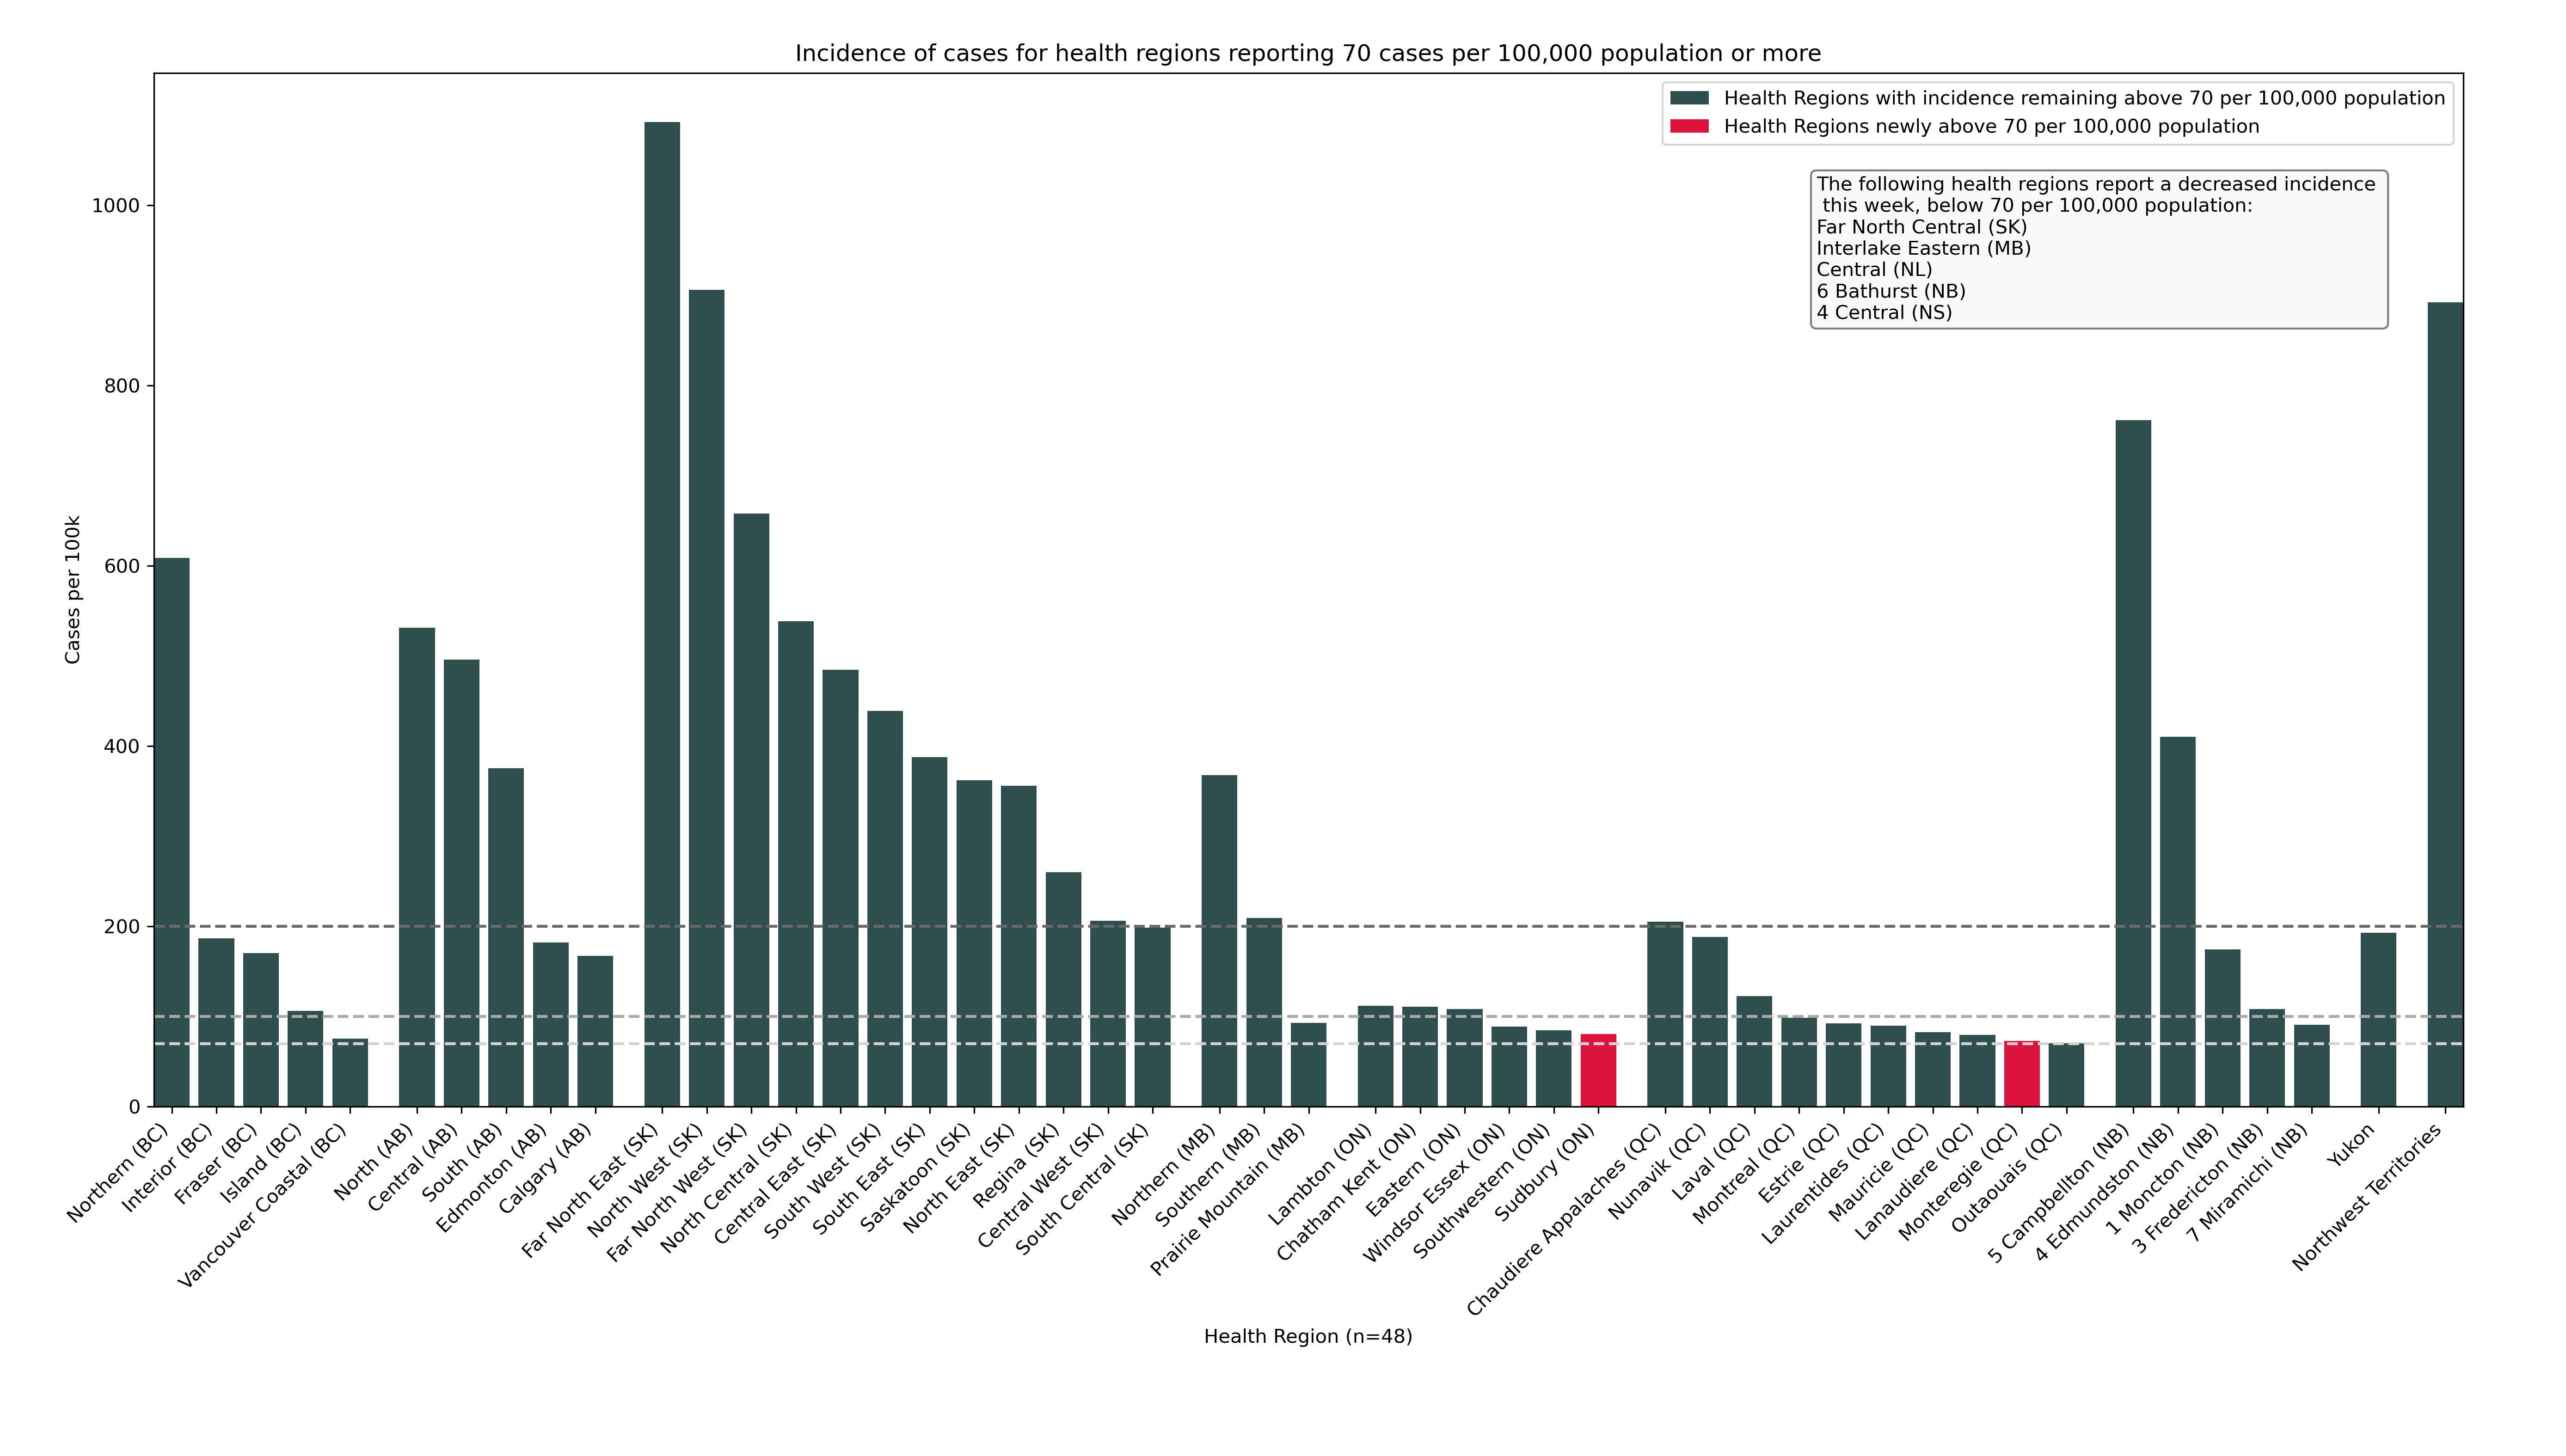 Incidence of cases for health regions reporting 70 cases per 100,000 population or more
Health Regions with incidence remaining above 70 per 100,000 population
Health Regions newly above 70 per 100,000 population
The following health regions report a decreased incidence
this week, below 70 per 100,000 population:
Far North Central (SK)
Interlake Eastern (MB)
Central (NL)
6 Bathurst (NB)
4 Central (NS)
Cases per 100k
1000
800
600
400
200
0
Northern (BC)
Interior (BC)
Fraser (BC)
Island (BC)
Vancouver Coastal (BC)
North (AB)
Central (AB)
South (AB)
Edmonton (AB)
Calgary (AB)
Far North East (SK)
North West (SK)
Far North West (SK)
North Central (SK)
Central East (SK)
South West (SK)
South East (SK)
Saskatoon (SK)
North East (SK)
Regina (SK)
Central West (SK)
South Central (SK)
Northern (MB)
Southern (MB)
Prairie Mountain (MB)
Lambton (ON)
Chatham Kent (ON)
Eastern (ON)
Windsor Essex (ON)
Southwestern (ON)
Sudbury (ON)
Chaudiere Appalaches (QC)
Nunavik (QC)
Laval (QC)
Montreal (QC)
Estrie (QC)
Laurentides (QC)
Mauricie (QC)
Lanaudiere (QC)
Monteregie (QC)
Outaouais (QC)
5 Campbellton (NB)
4 Edmundston (NB)
1 Moncton (NB)
3 Fredericton (NB)
7 Miramichi (NB)
Yukon
Northwest Territories
Health Region (n=48)